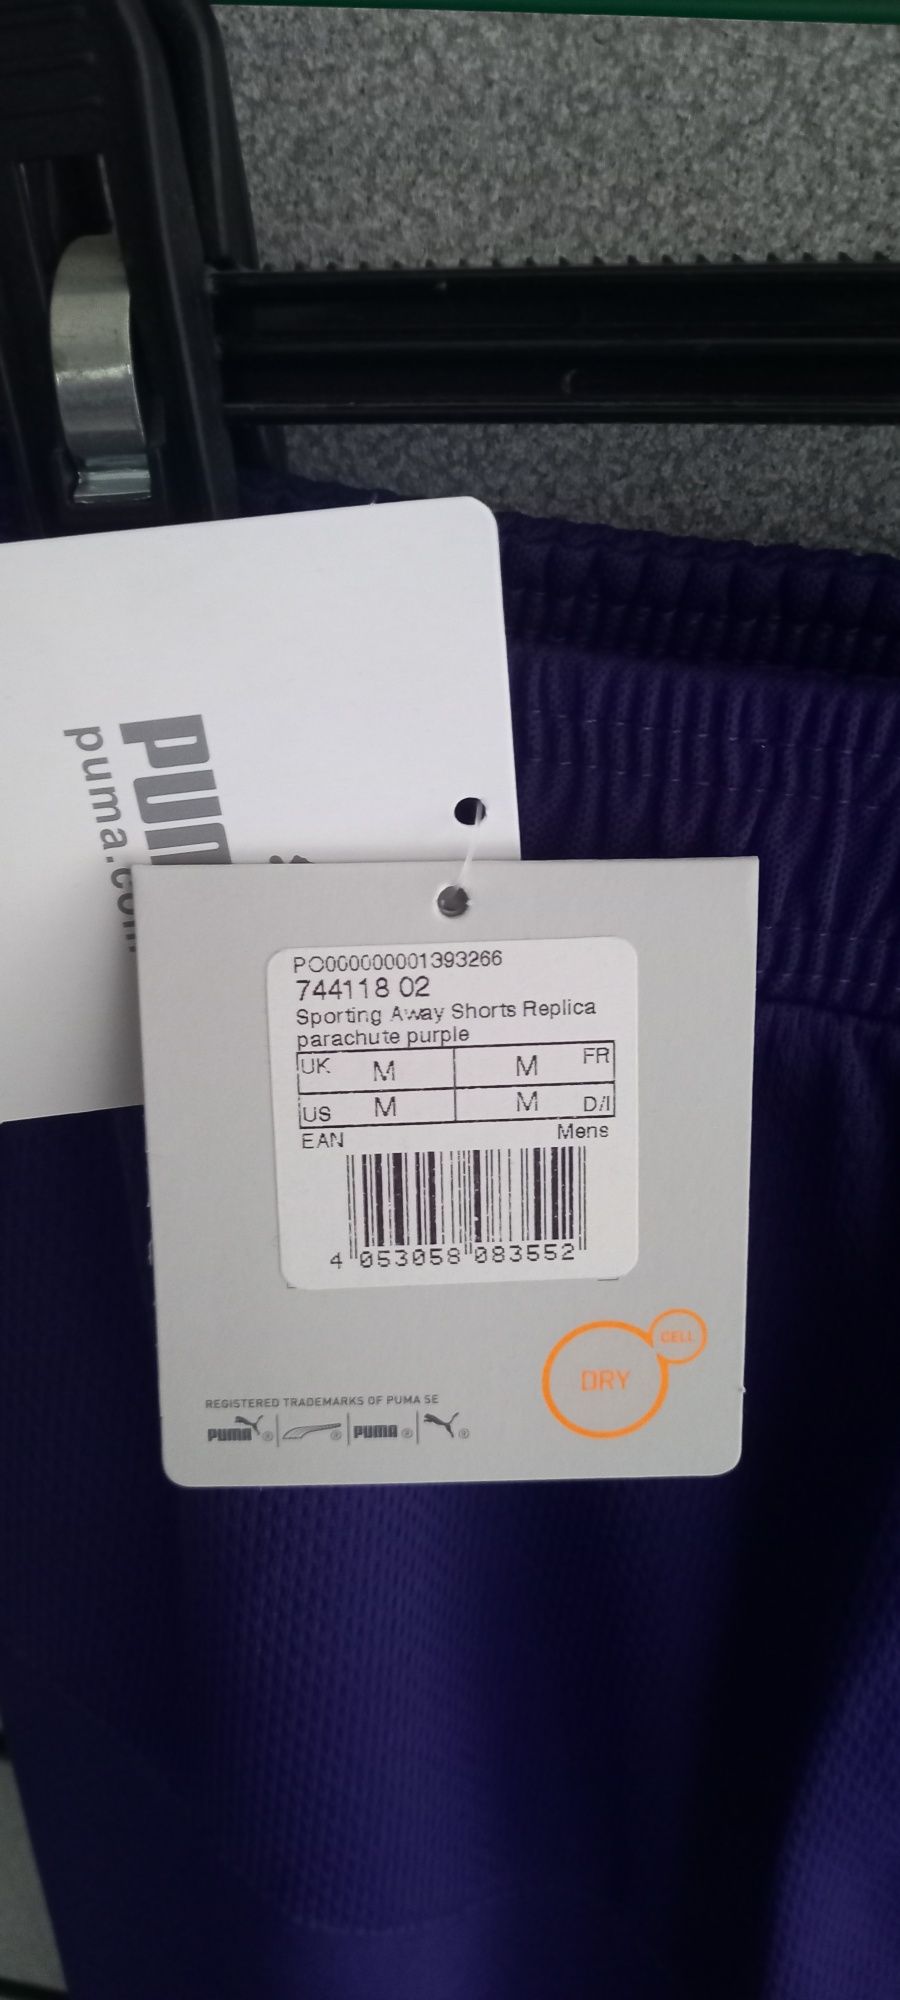 PUMA
puma.com
PO000000001393266
744118 02
Sporting Away Shorts Replica
parachute purple
UK M M FR
US M M D/I
EAN Mens
4 053058 083552
CELL
DRY
REGISTERED TRADEMARKS OF PUMA SE
PUMA ® | ® | PUMA ® | ®